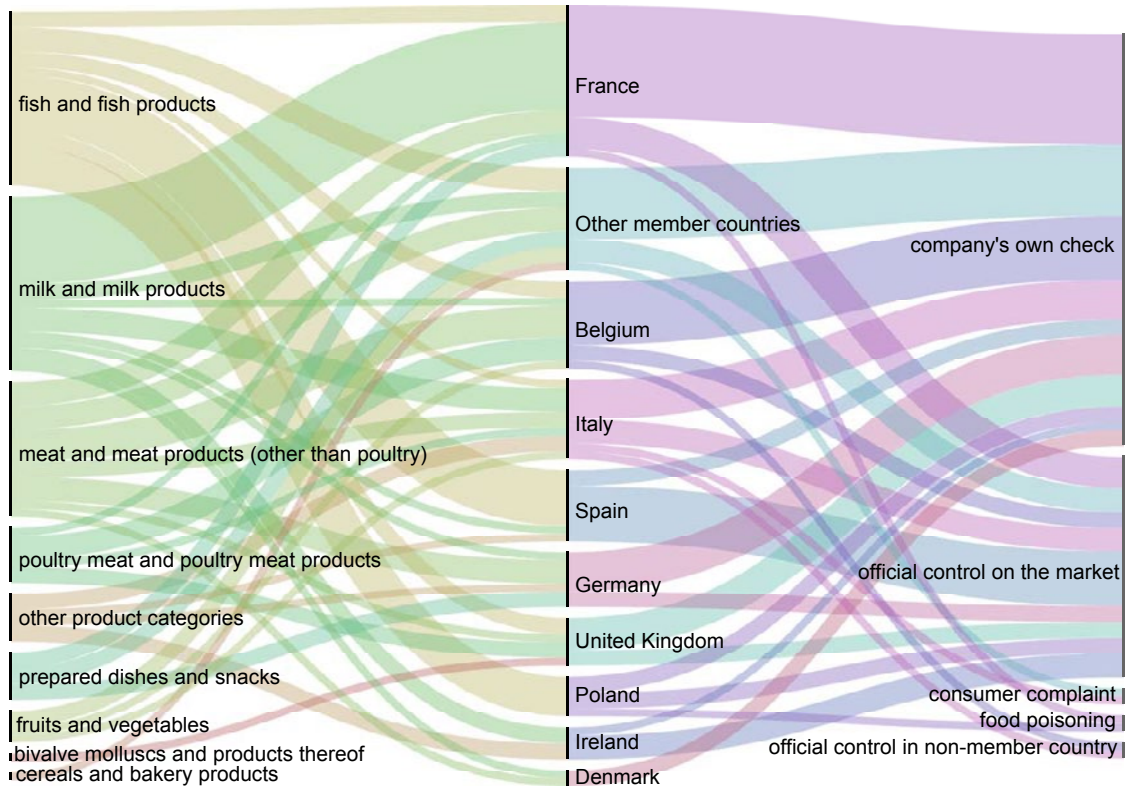 fish and fish products
milk and milk products
meat and meat products (other than poultry)
poultry meat and poultry meat products
other product categories
prepared dishes and snacks
fruits and vegetables
bivalve molluscs and products thereof
cereals and bakery products
France
Other member countries
Belgium
Italy
Spain
Germany
United Kingdom
Poland
Ireland
Denmark
company's own check
official control on the market
consumer complaint
food poisoning
official control in non-member country